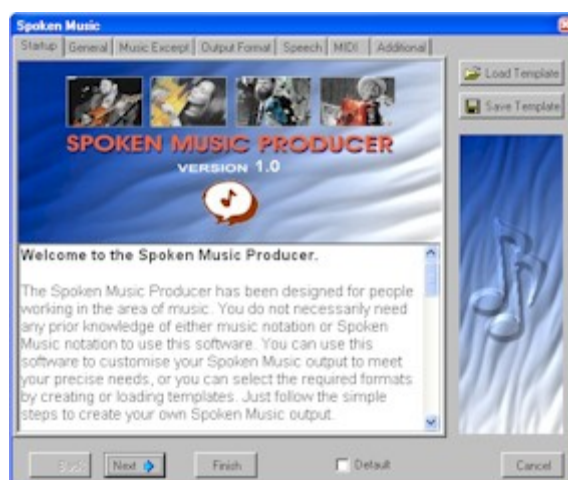 Spoken Music
Startup General Music Excerpt Output Format Speech MIDI Additional
Load Template
Save Template
SPOKEN MUSIC PRODUCER
VERSION 1.0
Welcome to the Spoken Music Producer.
The Spoken Music Producer has been designed for people
working in the area of music. You do not necessarily need
any prior knowledge of either music notation or Spoken
Music notation to use this software. You can use this
software to customise your Spoken Music output to meet
your precise needs, or you can select the required formats
by creating or loading templates. Just follow the simple
steps to create your own Spoken Music output.
Back Next Finish Default Cancel